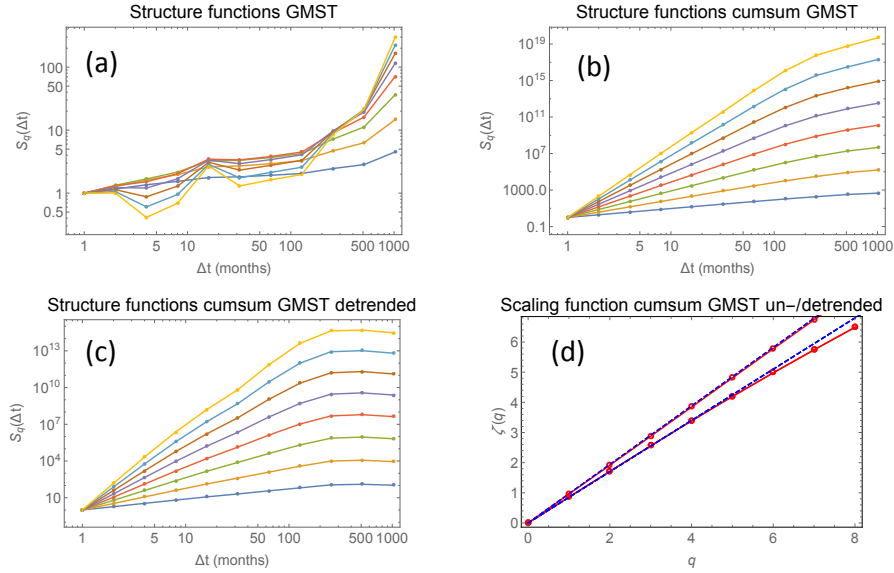 Structure functions GMST
(a)
100
50
10
5
1
0.5
S_q(Δt)
1 5 10 50 100 500 1000
Δt (months)
Structure functions cumsum GMST
(b)
10^19
10^15
10^11
10^7
1000.0
0.1
S_q(Δt)
1 5 10 50 100 500 1000
Δt (months)
Structure functions cumsum GMST detrended
(c)
10^13
10^10
10^7
10^4
10
S_q(Δt)
1 5 10 50 100 500 1000
Δt (months)
Scaling function cumsum GMST un-/detrended
(d)
6
5
4
3
2
1
0
ζ(q)
0 2 4 6 8
q